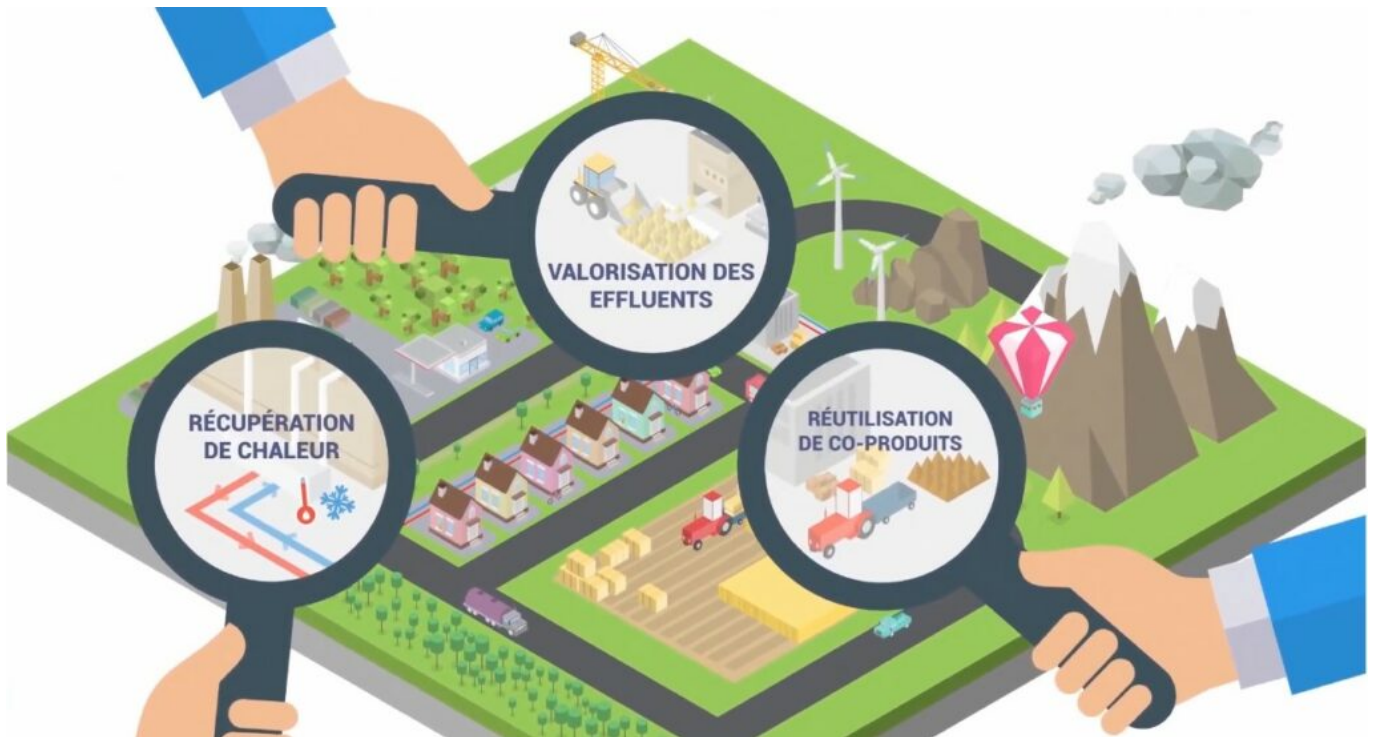 VALORISATION DES
EFFLUENTS
RÉCUPÉRATION
DE CHALEUR
RÉUTILISATION
DE CO-PRODUITS